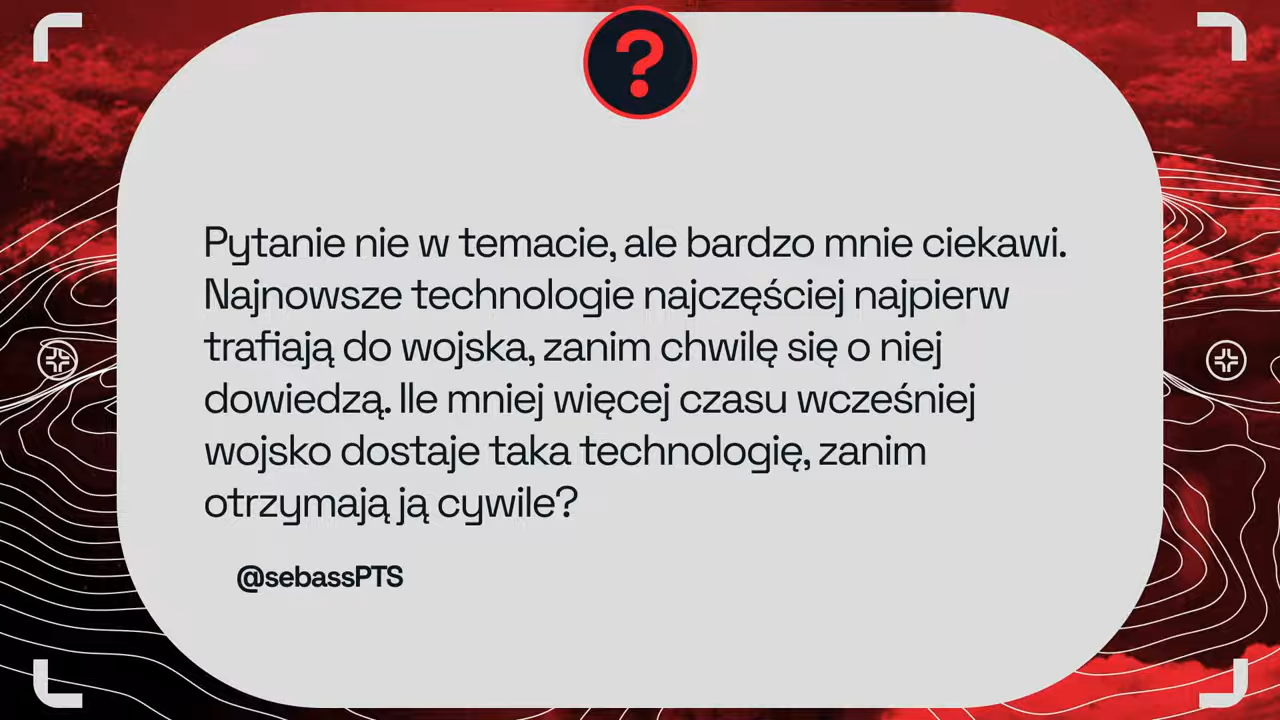 ?
Pytanie nie w temacie, ale bardzo mnie ciekawi.
Najnowsze technologie najczęściej najpierw
trafiają do wojska, zanim chwilę się o niej
dowiedzą. Ile mniej więcej czasu wcześniej
wojsko dostaje taka technologię, zanim
otrzymają ją cywile?
@sebassPTS